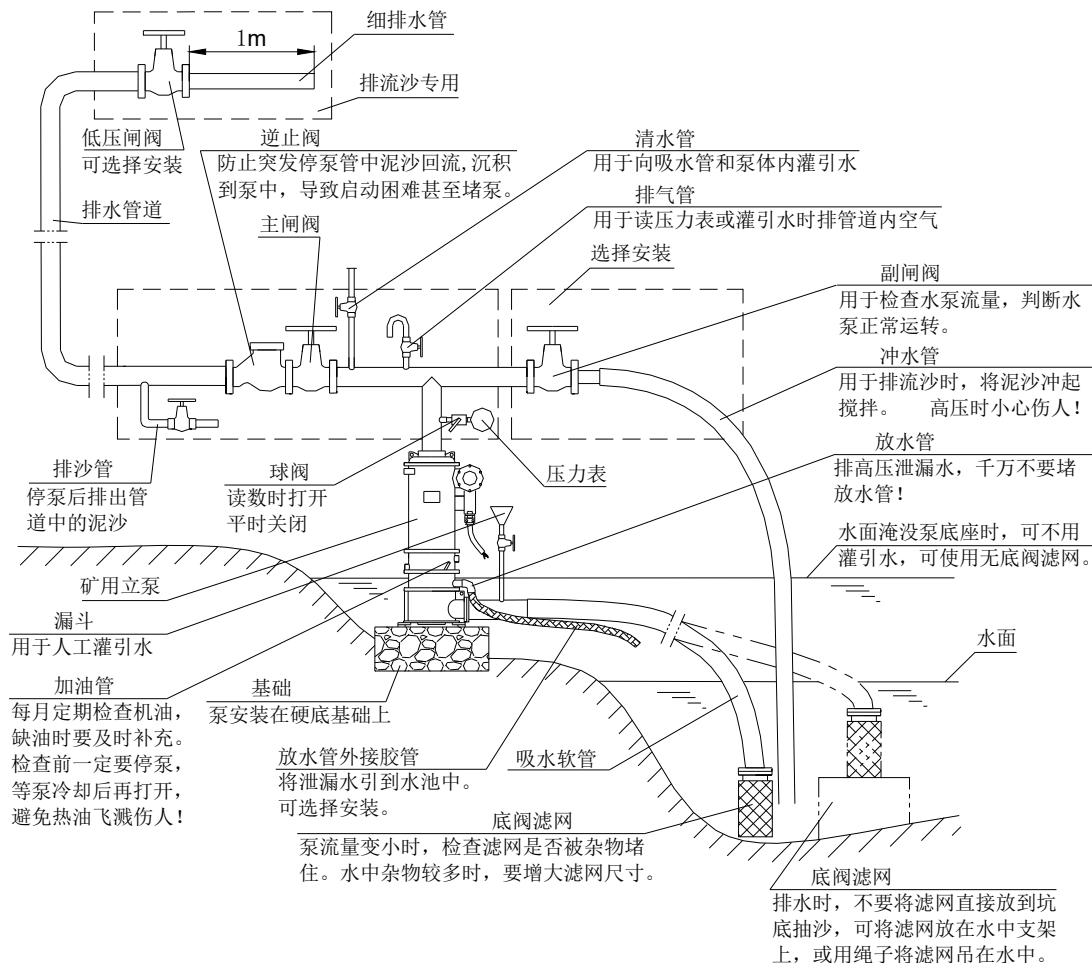 细排水管
1m
排流沙专用
低压闸阀
可选择安装
逆止阀
防止突发停泵管中泥沙回流,沉积
到泵中，导致启动困难甚至堵泵。
清水管
用于向吸水管和泵体内灌引水
排水管道
主闸阀
排气管
用于读压力表或灌引水时排管道内空气
选择安装
副闸阀
用于检查水泵流量，判断水
泵正常运转。
冲水管
用于排流沙时，将泥沙冲起
搅拌。 高压时小心伤人！
排沙管
停泵后排出管
道中的泥沙
球阀
读数时打开
平时关闭
压力表
放水管
排高压泄漏水，千万不要堵
放水管！
水面淹没泵底座时，可不用
灌引水，可使用无底阀滤网。
矿用立泵
漏斗
用于人工灌引水
水面
加油管
每月定期检查机油，
缺油时要及时补充。
检查前一定要停泵，
等泵冷却后再打开，
避免热油飞溅伤人！
基础
泵安装在硬底基础上
放水管外接胶管
将泄漏水引到水池中。
可选择安装。
吸水软管
底阀滤网
泵流量变小时，检查滤网是否被杂物堵
住。水中杂物较多时，要增大滤网尺寸。
底阀滤网
排水时，不要将滤网直接放到坑
底抽沙，可将滤网放在水中支架
上，或用绳子将滤网吊在水中。